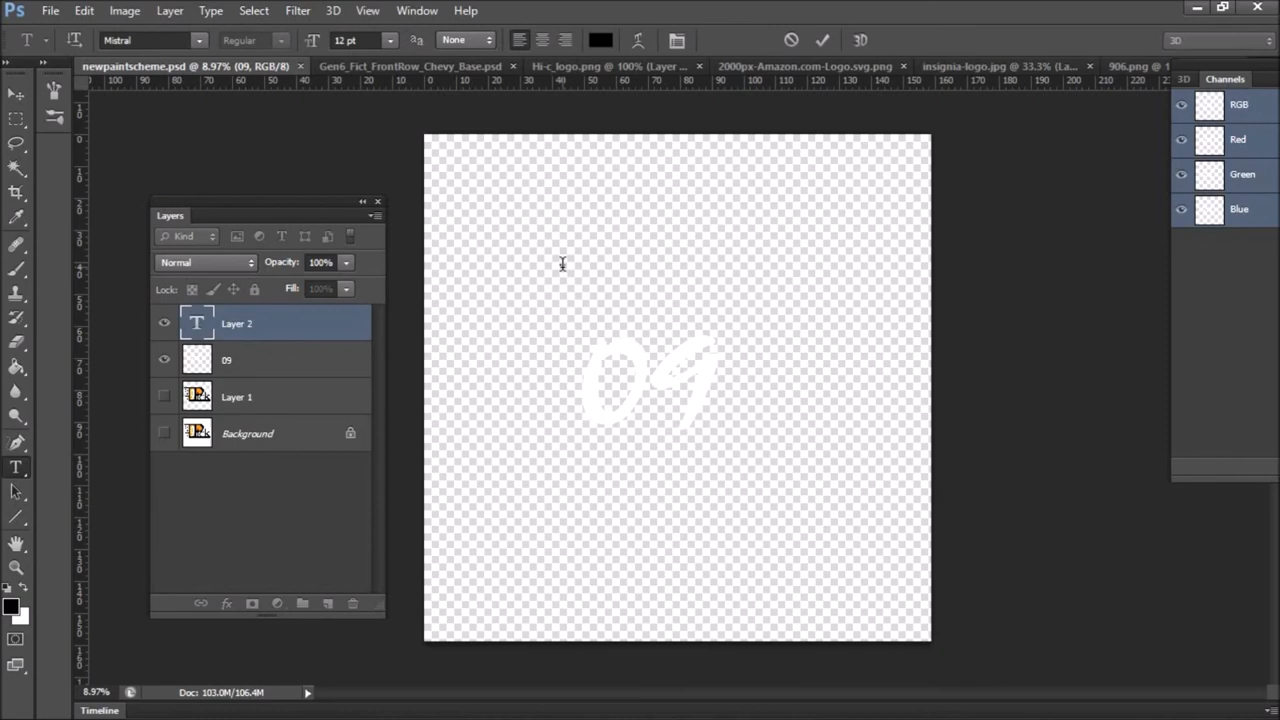 Ps File Edit Image Layer Type Select Filter 3D View Window Help
T Mistral Regular 12 pt None 3D 3D
newpaintscheme.psd @ 8.97% (09, RGB/8) × Gen6_Fict_FrontRow_Chevy_Base.psd × Hi-c_logo.png @ 100% (Layer ... × 2000px-Amazon.com-Logo.svg.png × insignia-logo.jpg @ 33.3% (La... × 906.png @ 1
3D Channels
RGB
Red
Green
Blue
Layers
Kind
Normal Opacity: 100%
Lock: Fill: 100%
T Layer 2
09
Layer 1
Background
09
8.97% Doc: 103.0M/106.4M
Timeline